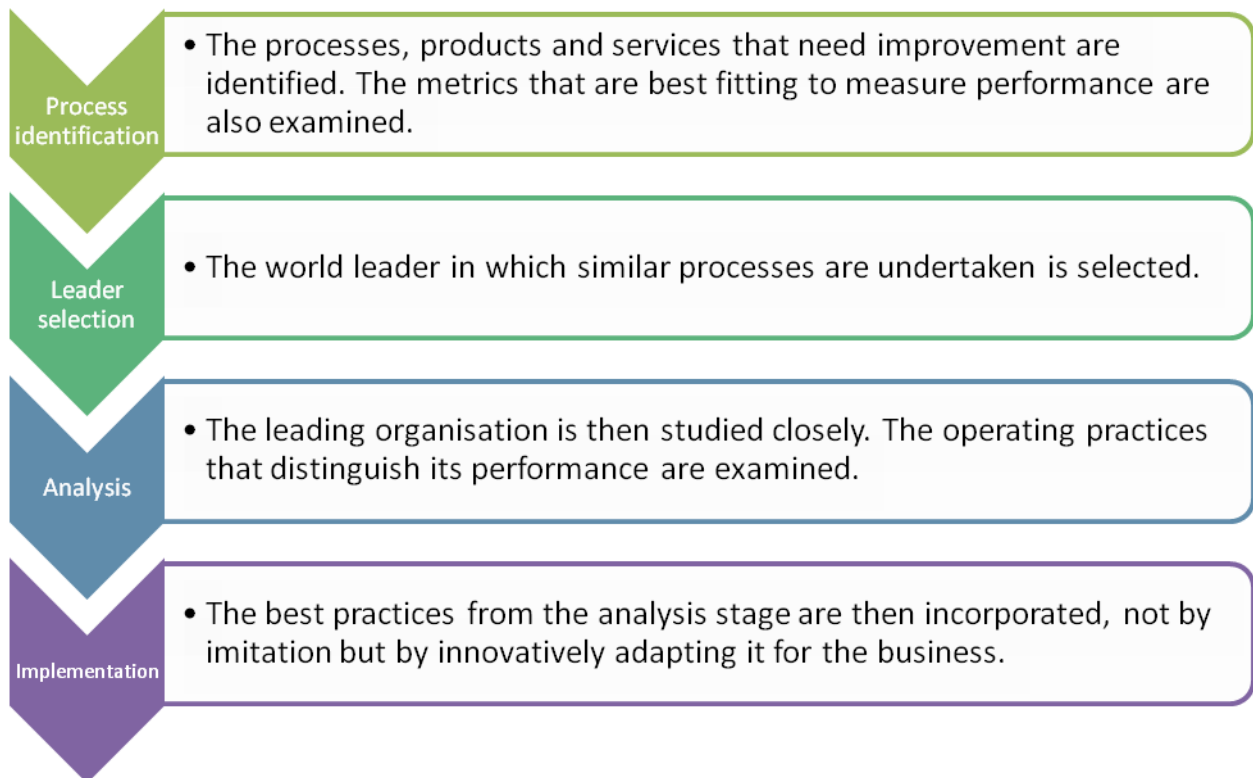 Process
identification
• The processes, products and services that need improvement are
identified. The metrics that are best fitting to measure performance are
also examined.
Leader
selection
• The world leader in which similar processes are undertaken is selected.
Analysis
• The leading organisation is then studied closely. The operating practices
that distinguish its performance are examined.
Implementation
• The best practices from the analysis stage are then incorporated, not by
imitation but by innovatively adapting it for the business.